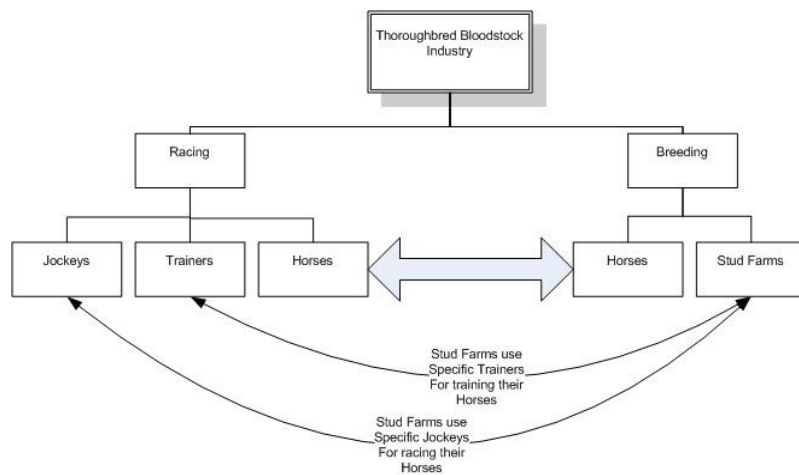 Thoroughbred Bloodstock
Industry
Racing
Breeding
Jockeys
Trainers
Horses
Horses
Stud Farms
Stud Farms use
Specific Trainers
For training their
Horses
Stud Farms use
Specific Jockeys
For racing their
Horses